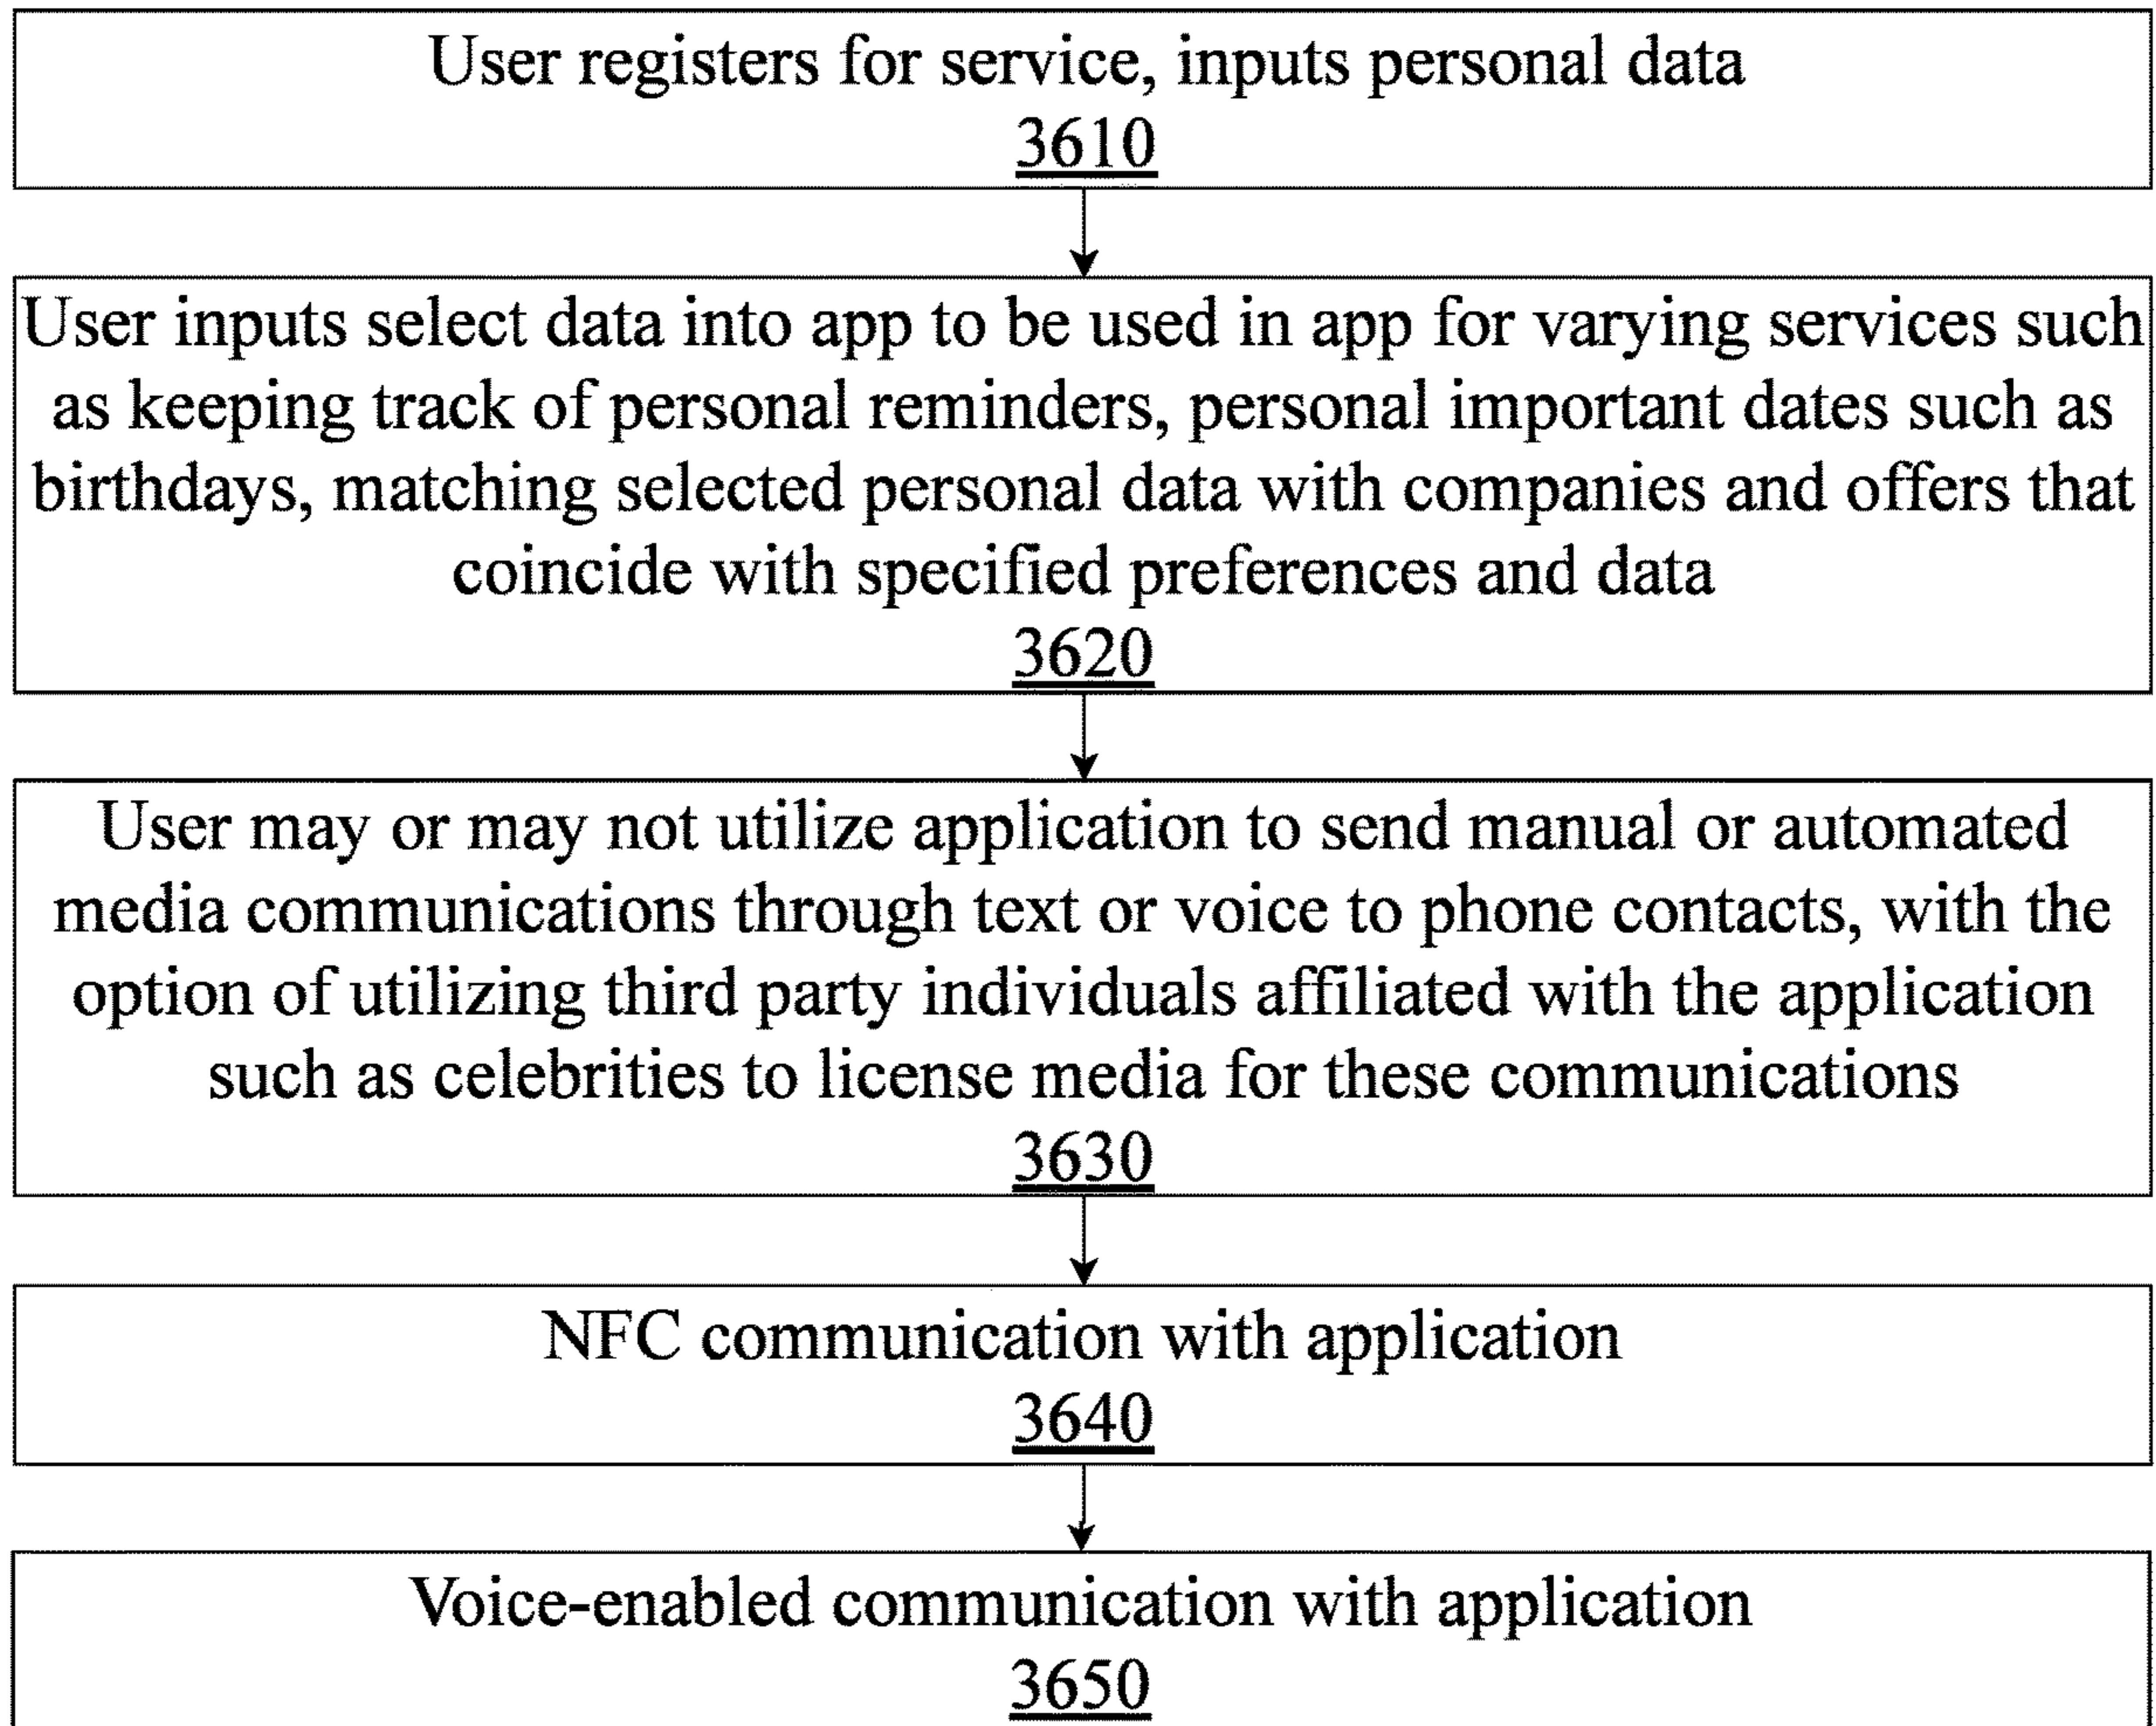 User registers for service, inputs personal data
3610
User inputs select data into app to be used in app for varying services such
as keeping track of personal reminders, personal important dates such as
birthdays, matching selected personal data with companies and offers that
coincide with specified preferences and data
3620
User may or may not utilize application to send manual or automated
media communications through text or voice to phone contacts, with the
option of utilizing third party individuals affiliated with the application
such as celebrities to license media for these communications
3630
NFC communication with application
3640
Voice-enabled communication with application
3650